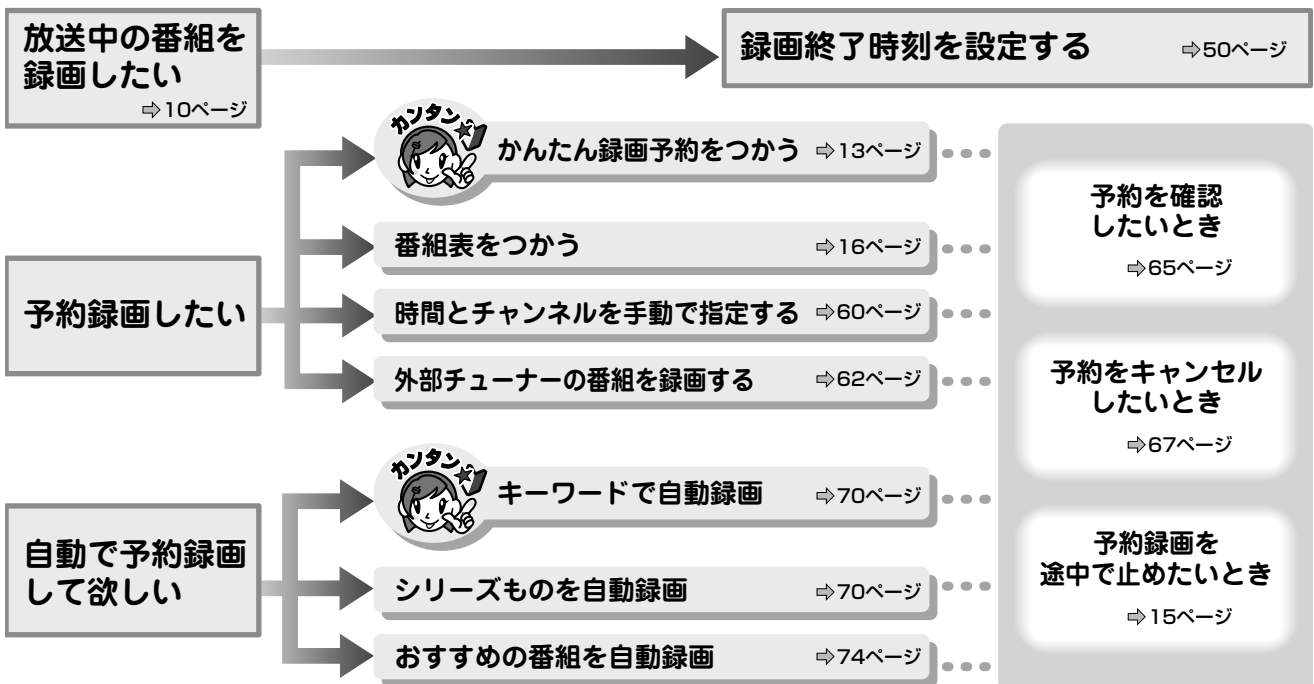 放送中の番組を
録画したい
⇨10ページ
録画終了時刻を設定する ⇨50ページ
予約録画したい
カンタン
かんたん録画予約をつかう ⇨13ページ
番組表をつかう ⇨16ページ
時間とチャンネルを手動で指定する ⇨60ページ
外部チューナーの番組を録画する ⇨62ページ
自動で予約録画
して欲しい
カンタン
キーワードで自動録画 ⇨70ページ
シリーズものを自動録画 ⇨70ページ
おすすめの番組を自動録画 ⇨74ページ
予約を確認
したいとき
⇨65ページ
予約をキャンセル
したいとき
⇨67ページ
予約録画を
途中で止めたいとき
⇨15ページ